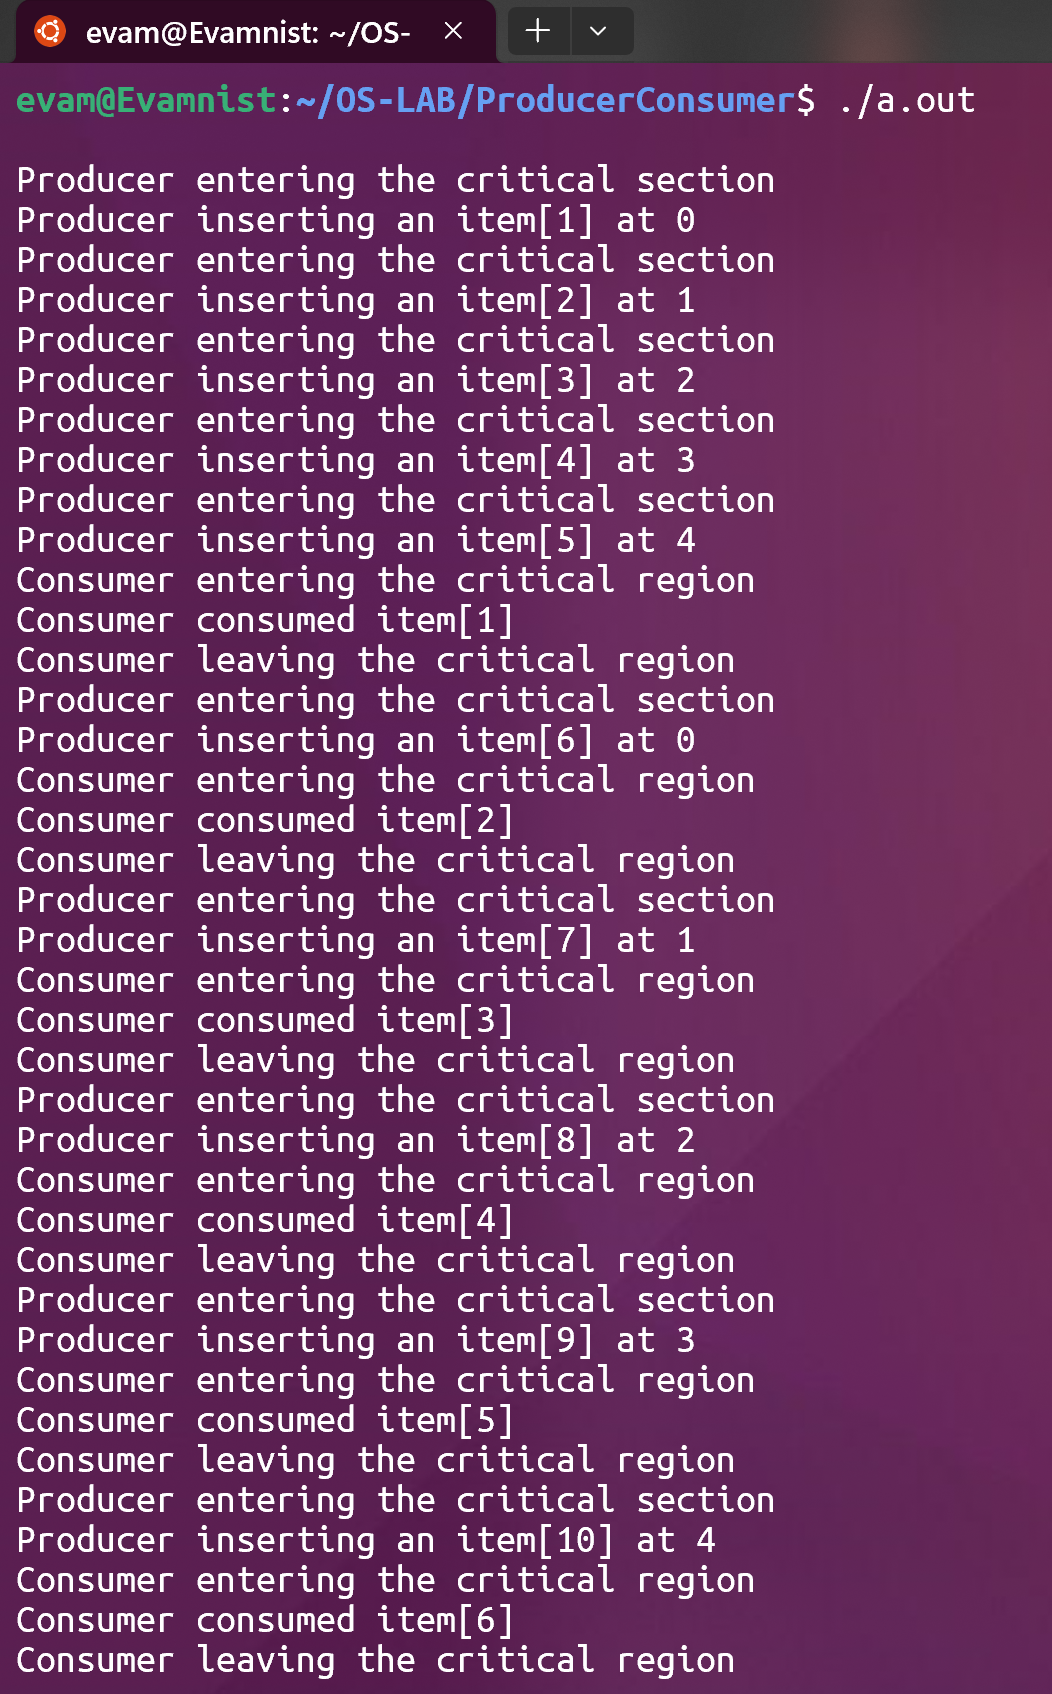 evam@Evamnist: ~/OS-
evam@Evamnist:~/OS-LAB/ProducerConsumer$ ./a.out
Producer entering the critical section
Producer inserting an item[1] at 0
Producer entering the critical section
Producer inserting an item[2] at 1
Producer entering the critical section
Producer inserting an item[3] at 2
Producer entering the critical section
Producer inserting an item[4] at 3
Producer entering the critical section
Producer inserting an item[5] at 4
Consumer entering the critical region
Consumer consumed item[1]
Consumer leaving the critical region
Producer entering the critical section
Producer inserting an item[6] at 0
Consumer entering the critical region
Consumer consumed item[2]
Consumer leaving the critical region
Producer entering the critical section
Producer inserting an item[7] at 1
Consumer entering the critical region
Consumer consumed item[3]
Consumer leaving the critical region
Producer entering the critical section
Producer inserting an item[8] at 2
Consumer entering the critical region
Consumer consumed item[4]
Consumer leaving the critical region
Producer entering the critical section
Producer inserting an item[9] at 3
Consumer entering the critical region
Consumer consumed item[5]
Consumer leaving the critical region
Producer entering the critical section
Producer inserting an item[10] at 4
Consumer entering the critical region
Consumer consumed item[6]
Consumer leaving the critical region